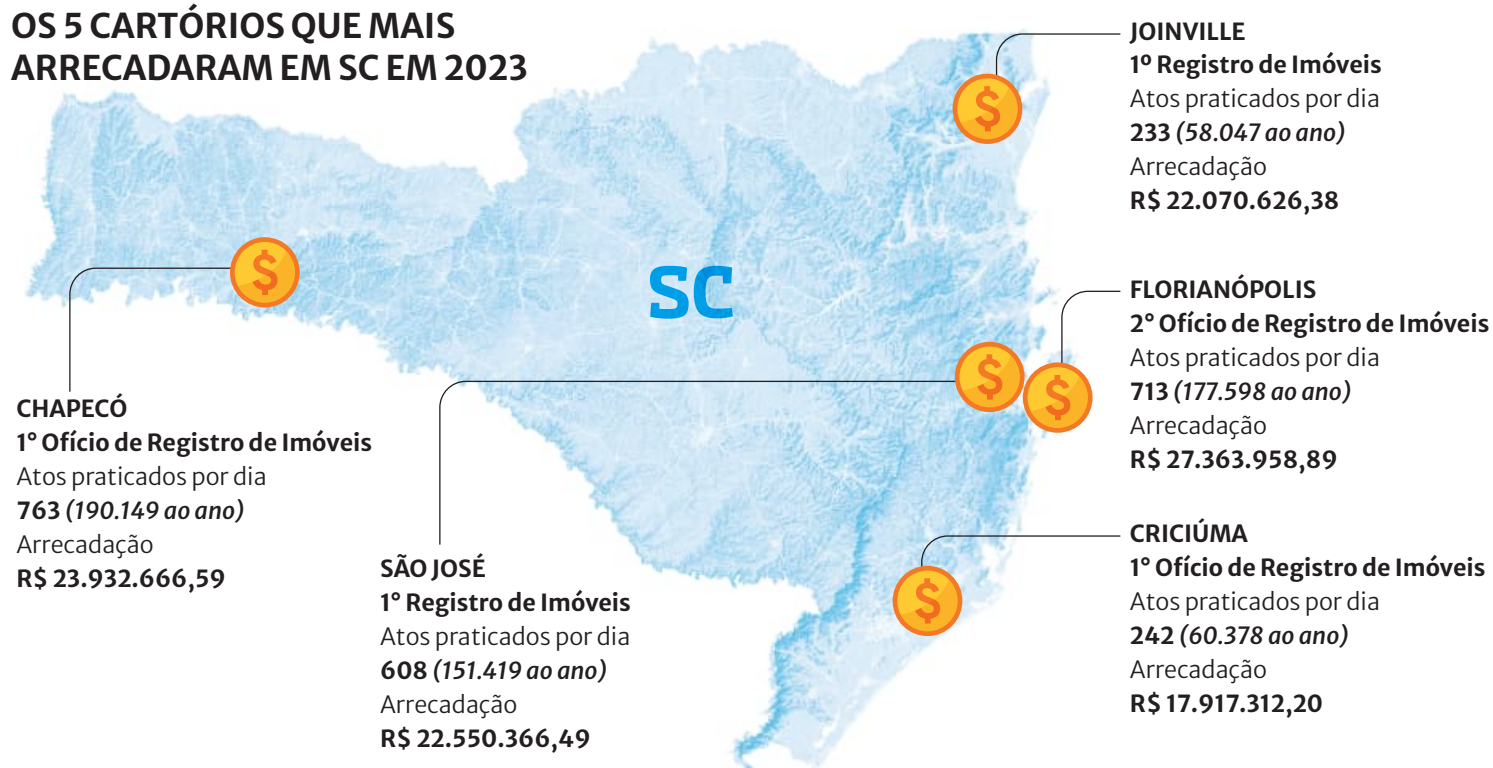 OS 5 CARTÓRIOS QUE MAIS
ARRECADARAM EM SC EM 2023
JOINVILLE
1º Registro de Imóveis
Atos praticados por dia
233 (58.047 ao ano)
Arrecadação
R$ 22.070.626,38
SC
FLORIANÓPOLIS
2° Ofício de Registro de Imóveis
Atos praticados por dia
713 (177.598 ao ano)
Arrecadação
R$ 27.363.958,89
CHAPECÓ
1° Ofício de Registro de Imóveis
Atos praticados por dia
763 (190.149 ao ano)
Arrecadação
R$ 23.932.666,59
SÃO JOSÉ
1° Registro de Imóveis
Atos praticados por dia
608 (151.419 ao ano)
Arrecadação
R$ 22.550.366,49
CRICIÚMA
1° Ofício de Registro de Imóveis
Atos praticados por dia
242 (60.378 ao ano)
Arrecadação
R$ 17.917.312,20
$
$
$
$
$